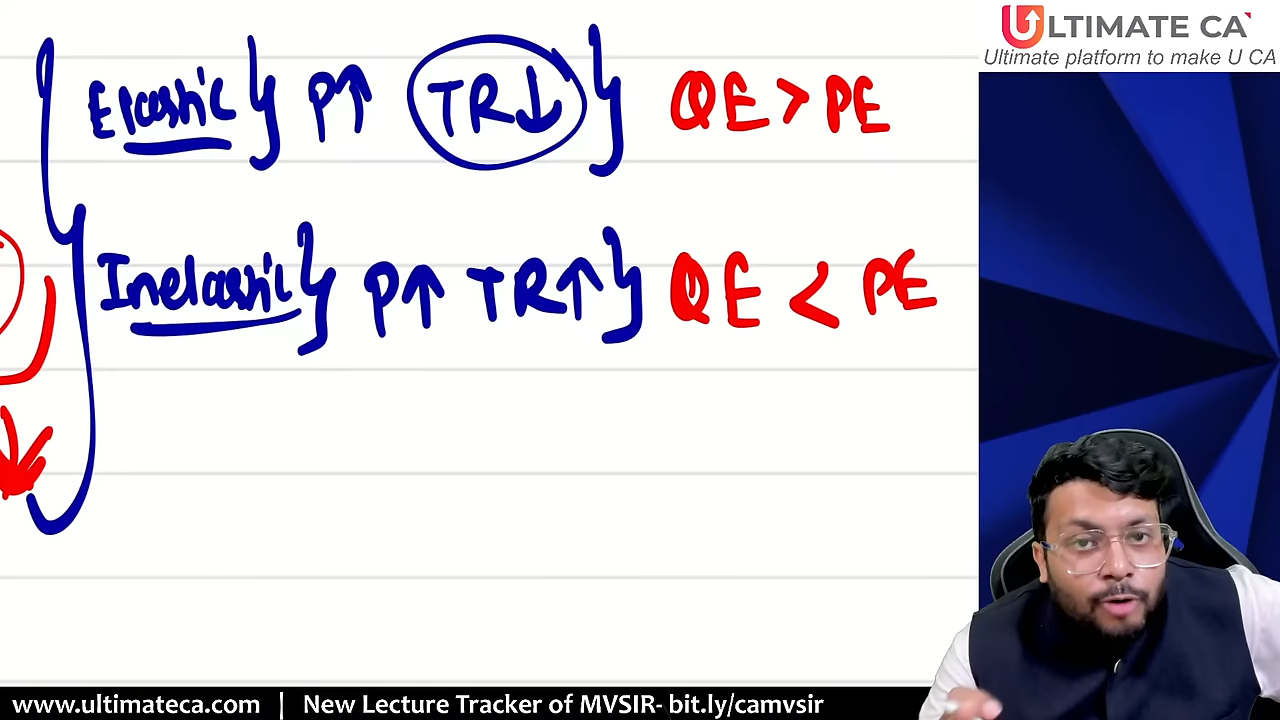 ULTIMATE CA
Ultimate platform to make U CA
Elastic } P↑ TR↓ } QE > PE
Inelastic } P↑ TR↑ } QE < PE
www.ultimateca.com | New Lecture Tracker of MVSIR- bit.ly/camvsir